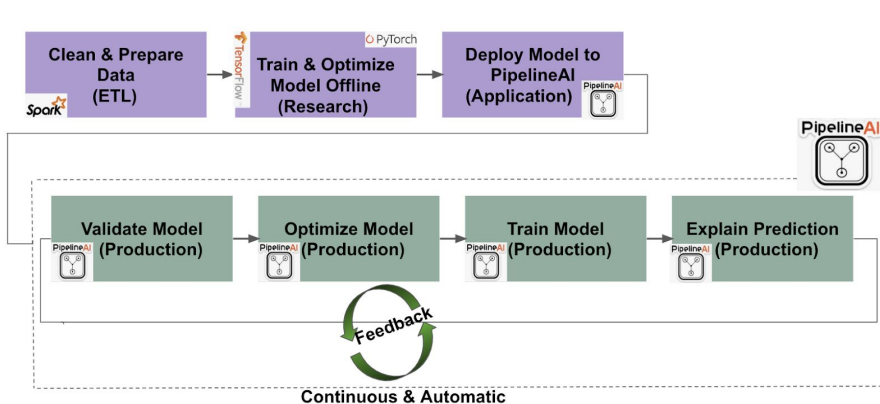 Clean & Prepare
Data
(ETL)
Spark
TensorFlow
PyTorch
Train & Optimize
Model Offline
(Research)
Deploy Model to
PipelineAI
(Application)
PipelineAI
PipelineAI
Validate Model
(Production)
PipelineAI
Optimize Model
(Production)
PipelineAI
Train Model
(Production)
PipelineAI
Explain Prediction
(Production)
PipelineAI
Feedback
Continuous & Automatic